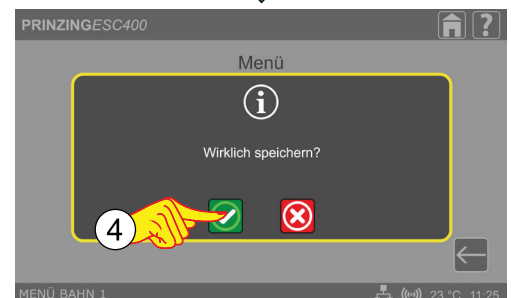 PRINZINGESC400
?
Menü
i
Wirklich speichern?
4
MENÜ BAHN 1 23 °C 11:25